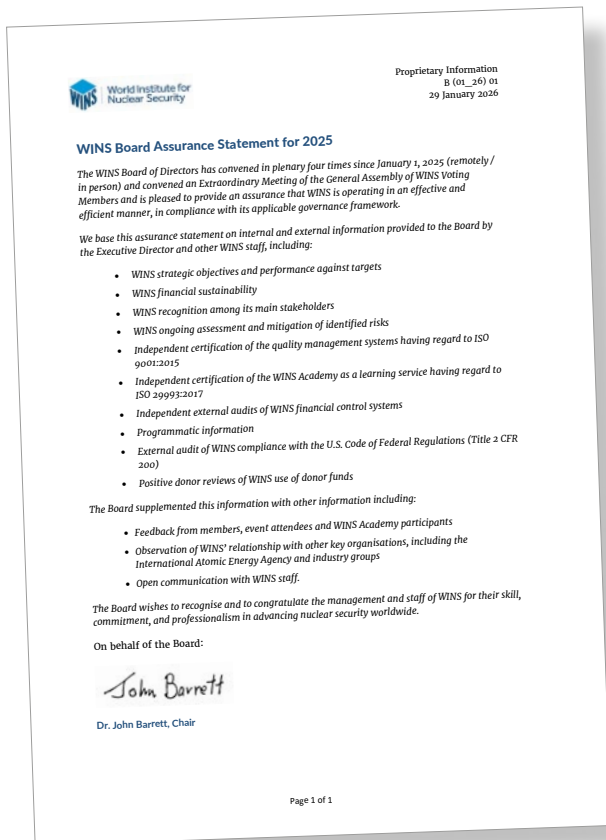 WINS
World Institute for
Nuclear Security
Proprietary Information
B (01_26) 01
29 January 2026
WINS Board Assurance Statement for 2025
The WINS Board of Directors has convened in plenary four times since January 1, 2025 (remotely /
in person) and convened an Extraordinary Meeting of the General Assembly of WINS Voting
Members and is pleased to provide an assurance that WINS is operating in an effective and
efficient manner, in compliance with its applicable governance framework.
We base this assurance statement on internal and external information provided to the Board by
the Executive Director and other WINS staff, including:
• WINS strategic objectives and performance against targets
• WINS financial sustainability
• WINS recognition among its main stakeholders
• WINS ongoing assessment and mitigation of identified risks
• Independent certification of the quality management systems having regard to ISO
9001:2015
• Independent certification of the WINS Academy as a learning service having regard to
ISO 29993:2017
• Independent external audits of WINS financial control systems
• Programmatic information
• External audit of WINS compliance with the U.S. Code of Federal Regulations (Title 2 CFR
200)
• Positive donor reviews of WINS use of donor funds
The Board supplemented this information with other information including:
• Feedback from members, event attendees and WINS Academy participants
• Observation of WINS' relationship with other key organisations, including the
International Atomic Energy Agency and industry groups
• Open communication with WINS staff.
The Board wishes to recognise and to congratulate the management and staff of WINS for their skill,
commitment, and professionalism in advancing nuclear security worldwide.
On behalf of the Board:
John Barrett
Dr. John Barrett, Chair
Page 1 of 1